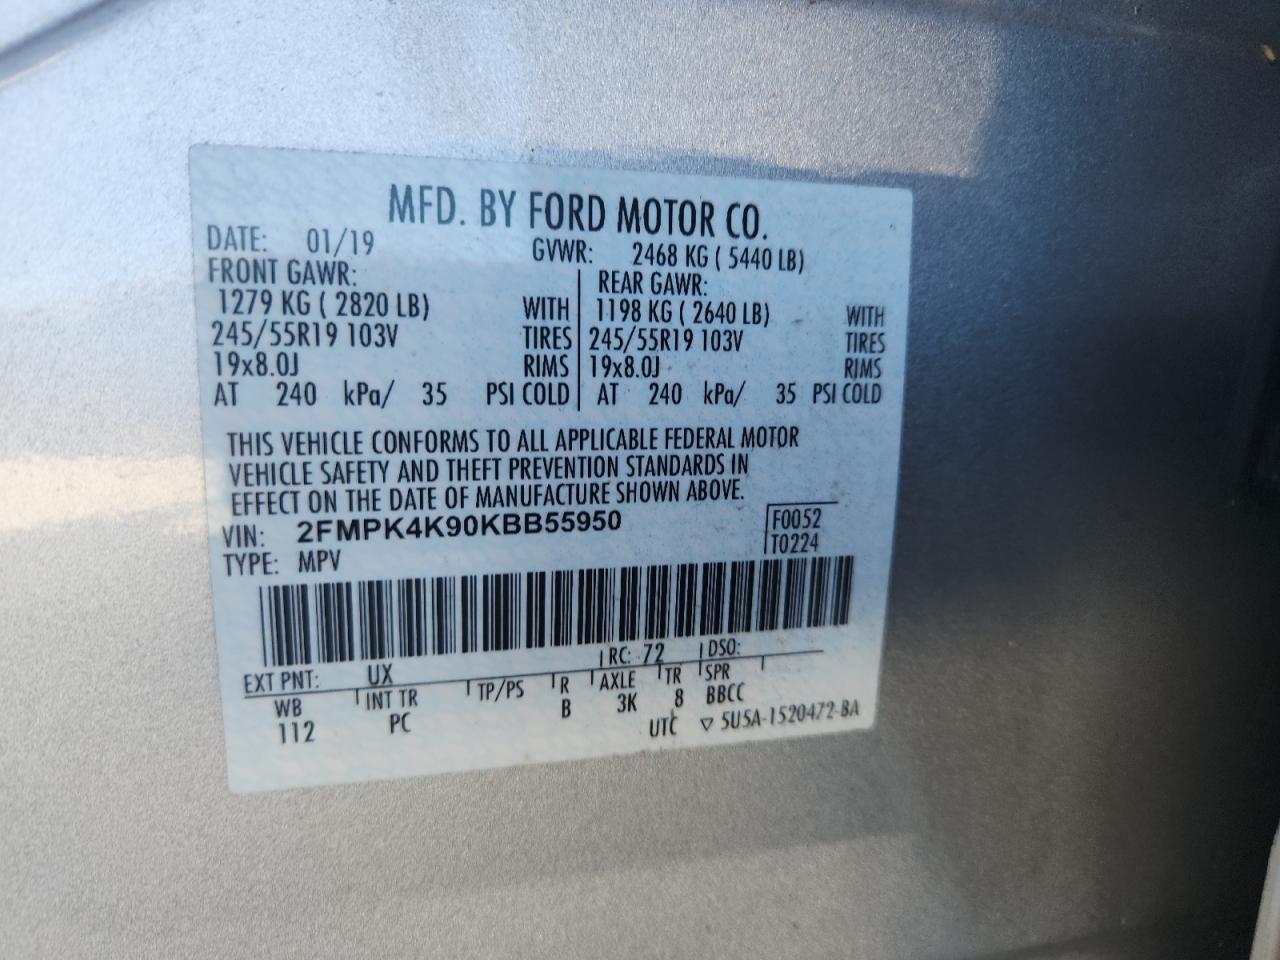 MFD. BY FORD MOTOR CO.
DATE: 01/19 GVWR: 2468 KG ( 5440 LB)
FRONT GAWR: REAR GAWR:
1279 KG ( 2820 LB) WITH 1198 KG ( 2640 LB) WITH
245/55R19 103V TIRES 245/55R19 103V TIRES
19x8.0J RIMS 19x8.0J RIMS
AT 240 kPa/ 35 PSI COLD AT 240 kPa/ 35 PSI COLD
THIS VEHICLE CONFORMS TO ALL APPLICABLE FEDERAL MOTOR
VEHICLE SAFETY AND THEFT PREVENTION STANDARDS IN
EFFECT ON THE DATE OF MANUFACTURE SHOWN ABOVE.
VIN: 2FMPK4K90KBB55950 F0052
TYPE: MPV T0224
EXT PNT: UX RC: 72 DSO:
WB INT TR TP/PS R AXLE TR SPR
112 PC B 3K 8 BBCC
UTC ▽ 5U5A-1520472-BA